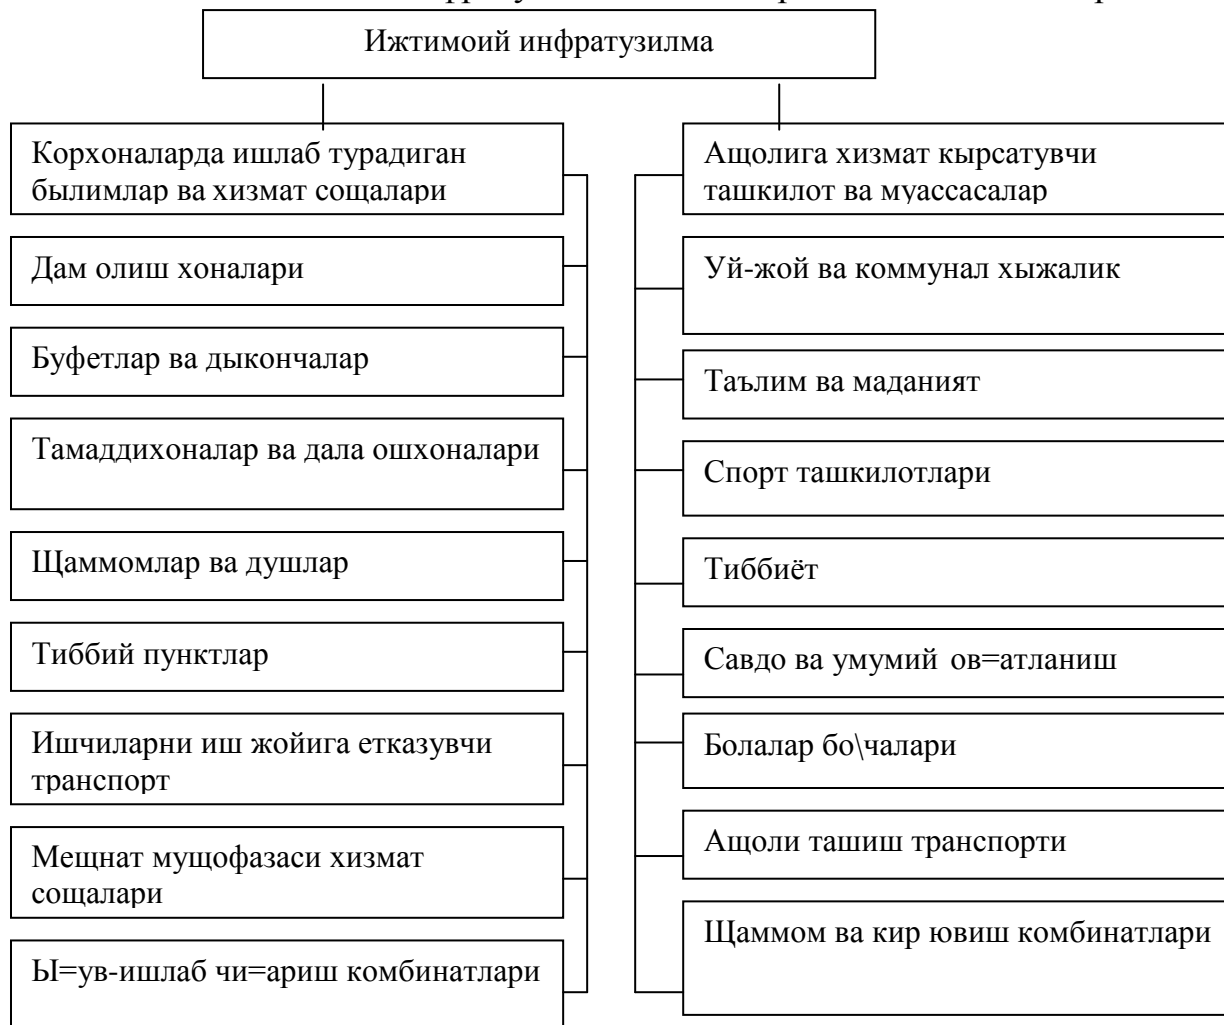 Ижтимоий инфратузилма
Корхоналарда ишлаб турадиган
былимлар ва хизмат сощалари
Дам олиш хоналари
Буфетлар ва дыкончалар
Тамаддихоналар ва дала ошхоналари
Щаммомлар ва душлар
Тиббий пунктлар
Ишчиларни иш жойига етказувчи
транспорт
Мещнат мущофазаси хизмат
сощалари
Ы=ув-ишлаб чи=ариш комбинатлари
Ащолига хизмат кырсатувчи
ташкилот ва муассасалар
Уй-жой ва коммунал хыжалик
Таълим ва маданият
Спорт ташкилотлари
Тиббиёт
Савдо ва умумий ов=атланиш
Болалар бо\чалари
Ащоли ташиш транспорти
Щаммом ва кир ювиш комбинатлари